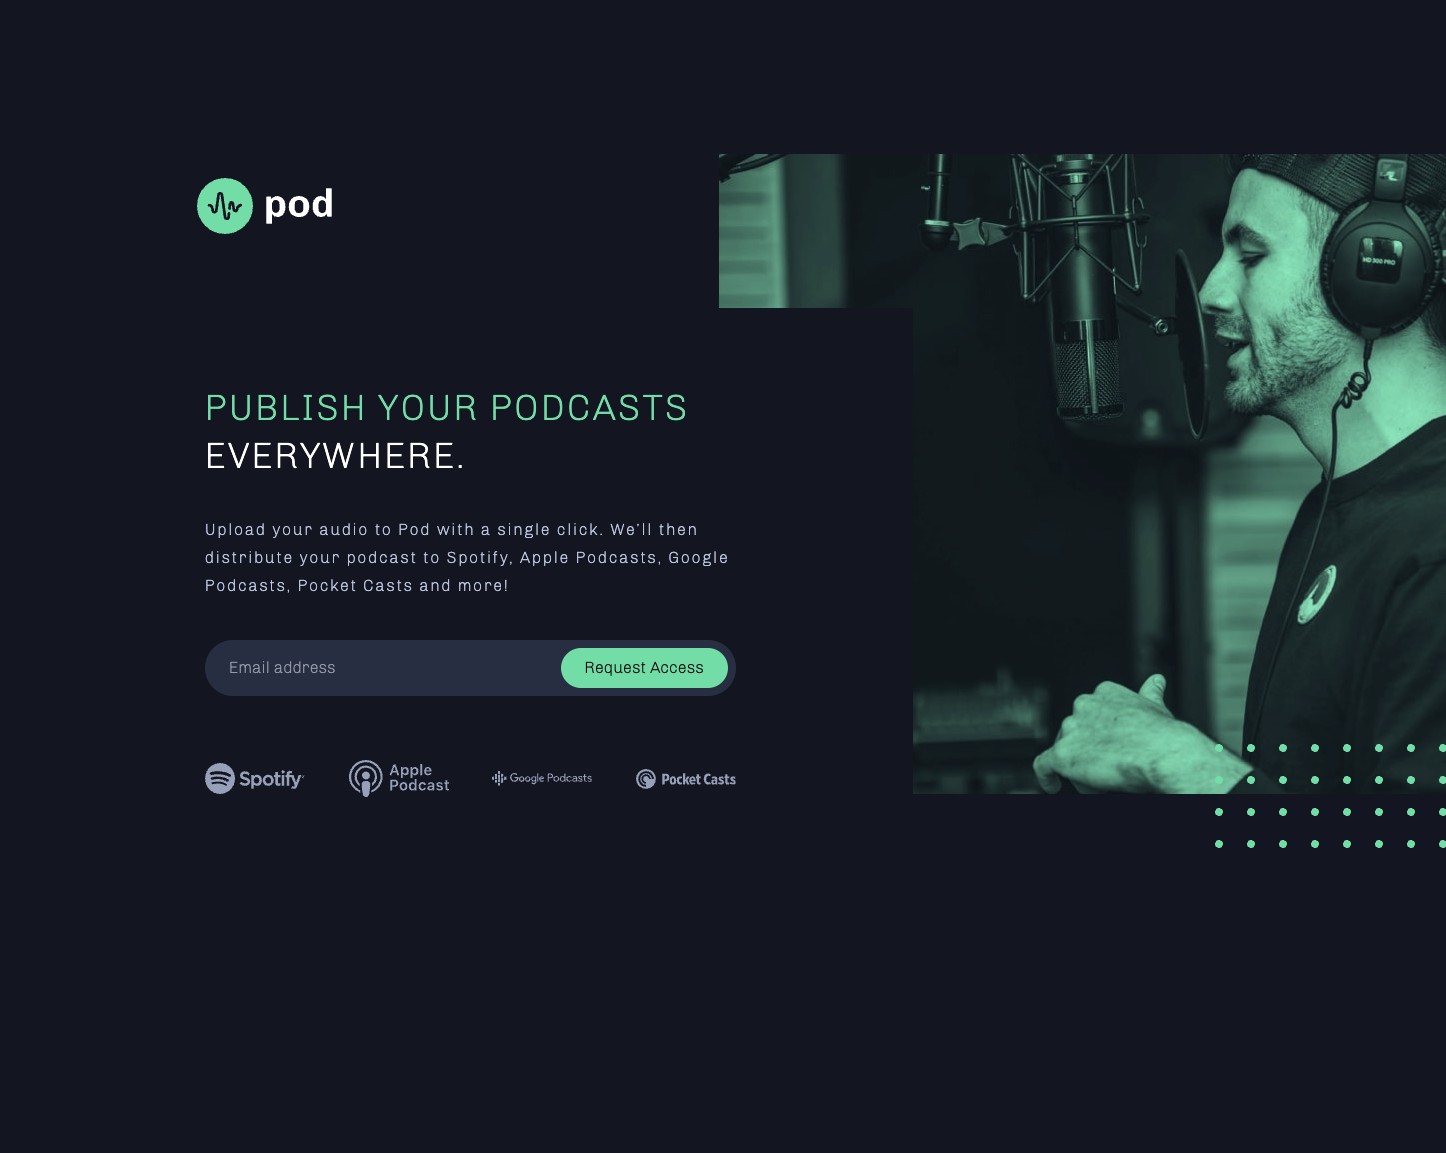 pod
HD 300 PRO
PUBLISH YOUR PODCASTS
EVERYWHERE.
Upload your audio to Pod with a single click. We’ll then
distribute your podcast to Spotify, Apple Podcasts, Google
Podcasts, Pocket Casts and more!
Email address
Request Access
Spotify
Apple
Podcast
Google Podcasts
Pocket Casts